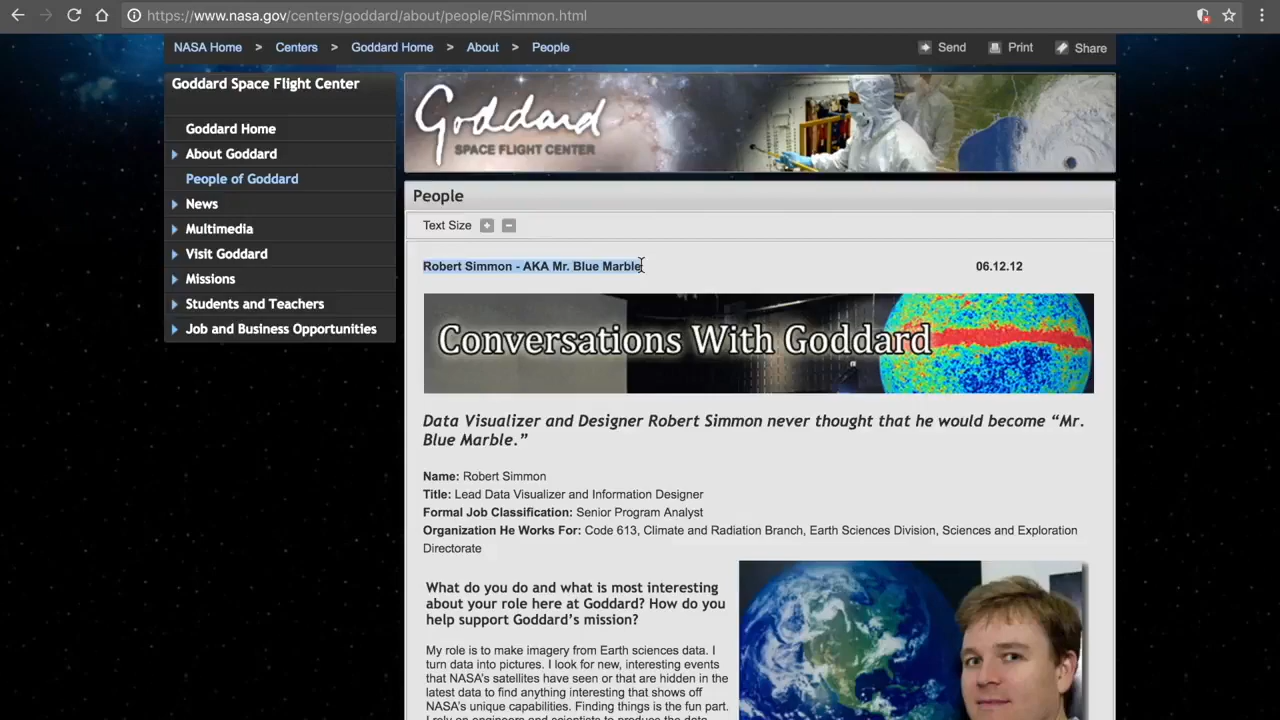 https://www.nasa.gov/centers/goddard/about/people/RSimmon.html
NASA Home > Centers > Goddard Home > About > People
Send Print Share
Goddard Space Flight Center
Goddard Home
About Goddard
People of Goddard
News
Multimedia
Visit Goddard
Missions
Students and Teachers
Job and Business Opportunities
Goddard
SPACE FLIGHT CENTER
People
Text Size + −
Robert Simmon - AKA Mr. Blue Marble 06.12.12
Conversations With Goddard
Data Visualizer and Designer Robert Simmon never thought that he would become “Mr.
Blue Marble.”
Name: Robert Simmon
Title: Lead Data Visualizer and Information Designer
Formal Job Classification: Senior Program Analyst
Organization He Works For: Code 613, Climate and Radiation Branch, Earth Sciences Division, Sciences and Exploration
Directorate
What do you do and what is most interesting
about your role here at Goddard? How do you
help support Goddard’s mission?
My role is to make imagery from Earth sciences data. I
turn data into pictures. I look for new, interesting events
that NASA’s satellites have seen or that are hidden in the
latest data to find anything interesting that shows off
NASA’s unique capabilities. Finding things is the fun part.
I rely on engineers and scientists to produce the data